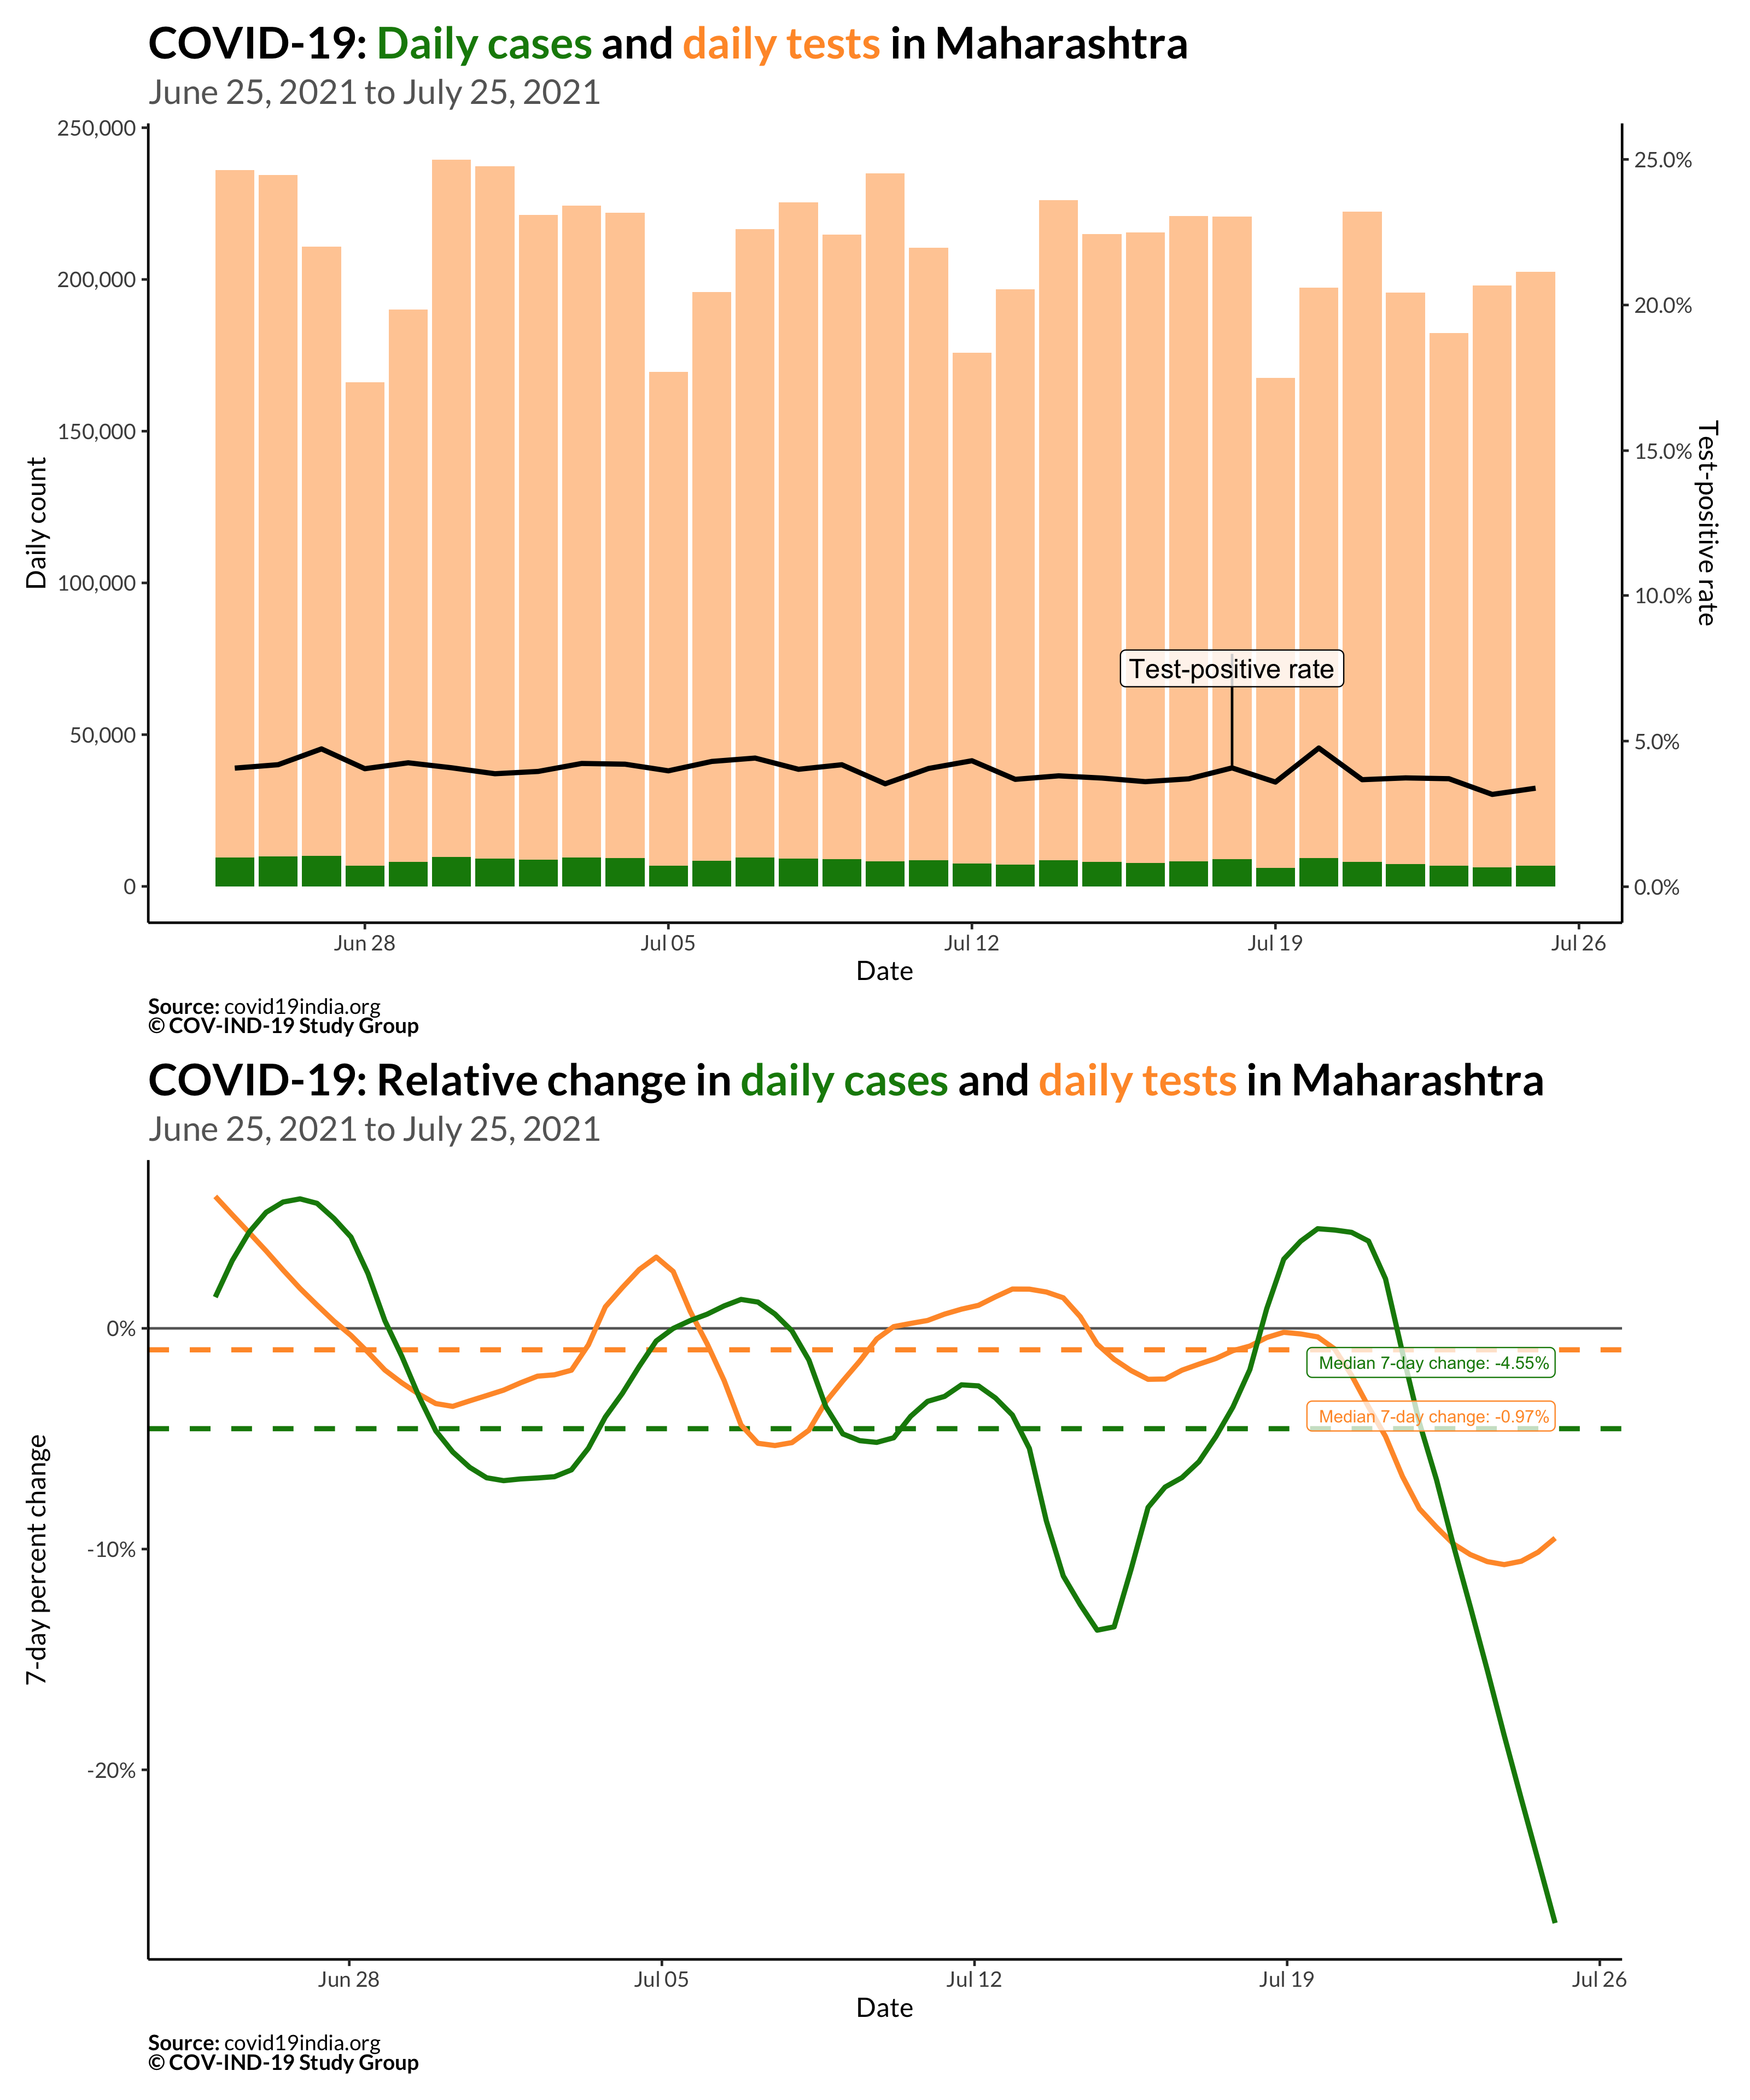 COVID-19: Daily cases and daily tests in Maharashtra
June 25, 2021 to July 25, 2021
250,000
200,000
150,000
100,000
50,000
0
Daily count
25.0%
20.0%
15.0%
10.0%
5.0%
0.0%
Test-positive rate
Test-positive rate
Jun 28
Jul 05
Jul 12
Jul 19
Jul 26
Date
Source: covid19india.org
© COV-IND-19 Study Group
COVID-19: Relative change in daily cases and daily tests in Maharashtra
June 25, 2021 to July 25, 2021
0%
-10%
-20%
7-day percent change
Median 7-day change: -4.55%
Median 7-day change: -0.97%
Jun 28
Jul 05
Jul 12
Jul 19
Jul 26
Date
Source: covid19india.org
© COV-IND-19 Study Group